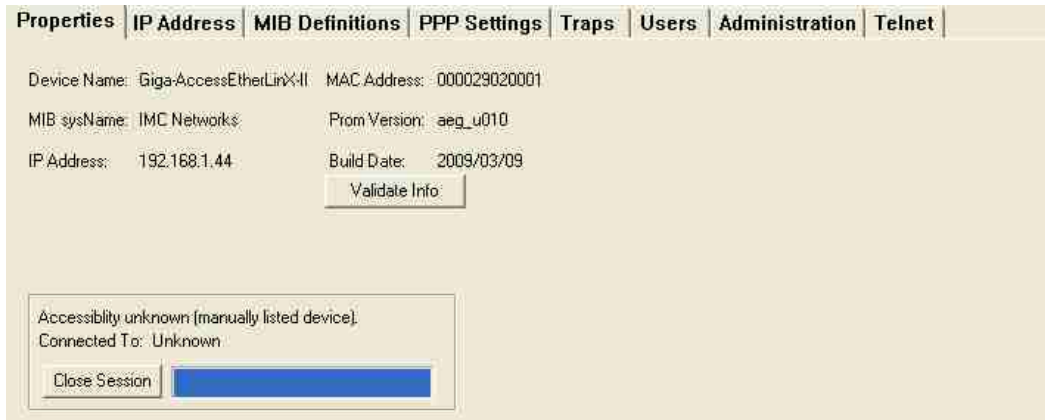 Properties IP Address MIB Definitions PPP Settings Traps Users Administration Telnet
Device Name: Giga-AccessEtherLinX-II MAC Address: 000029020001
MIB sysName: IMC Networks Prom Version: aeg_u010
IP Address: 192.168.1.44 Build Date: 2009/03/09
Validate Info
Accessiblity unknown (manually listed device).
Connected To: Unknown
Close Session